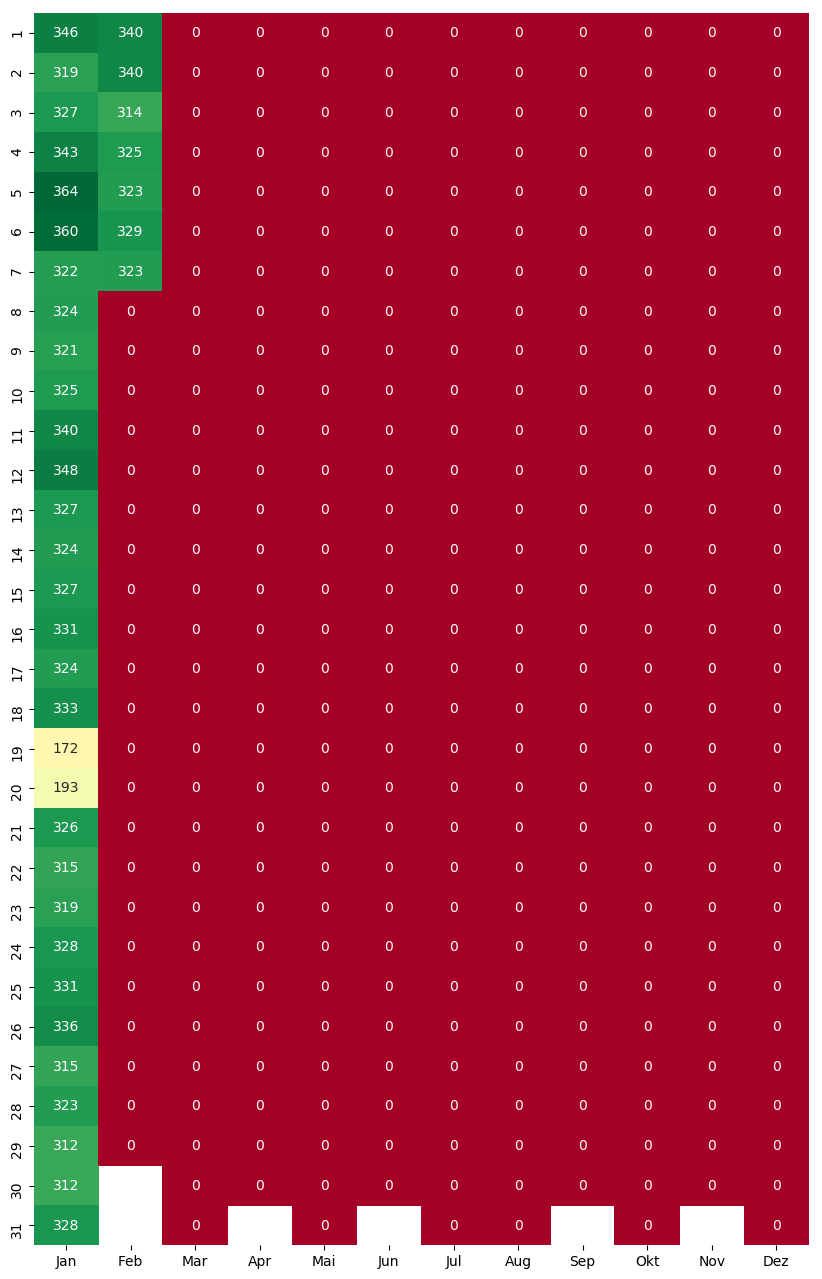 1 346 340 0 0 0 0 0 0 0 0 0 0
2 319 340 0 0 0 0 0 0 0 0 0 0
3 327 314 0 0 0 0 0 0 0 0 0 0
4 343 325 0 0 0 0 0 0 0 0 0 0
5 364 323 0 0 0 0 0 0 0 0 0 0
6 360 329 0 0 0 0 0 0 0 0 0 0
7 322 323 0 0 0 0 0 0 0 0 0 0
8 324 0 0 0 0 0 0 0 0 0 0 0
9 321 0 0 0 0 0 0 0 0 0 0 0
10 325 0 0 0 0 0 0 0 0 0 0 0
11 340 0 0 0 0 0 0 0 0 0 0 0
12 348 0 0 0 0 0 0 0 0 0 0 0
13 327 0 0 0 0 0 0 0 0 0 0 0
14 324 0 0 0 0 0 0 0 0 0 0 0
15 327 0 0 0 0 0 0 0 0 0 0 0
16 331 0 0 0 0 0 0 0 0 0 0 0
17 324 0 0 0 0 0 0 0 0 0 0 0
18 333 0 0 0 0 0 0 0 0 0 0 0
19 172 0 0 0 0 0 0 0 0 0 0 0
20 193 0 0 0 0 0 0 0 0 0 0 0
21 326 0 0 0 0 0 0 0 0 0 0 0
22 315 0 0 0 0 0 0 0 0 0 0 0
23 319 0 0 0 0 0 0 0 0 0 0 0
24 328 0 0 0 0 0 0 0 0 0 0 0
25 331 0 0 0 0 0 0 0 0 0 0 0
26 336 0 0 0 0 0 0 0 0 0 0 0
27 315 0 0 0 0 0 0 0 0 0 0 0
28 323 0 0 0 0 0 0 0 0 0 0 0
29 312 0 0 0 0 0 0 0 0 0 0 0
30 312 0 0 0 0 0 0 0 0 0 0
31 328 0 0 0 0 0 0
Jan Feb Mar Apr Mai Jun Jul Aug Sep Okt Nov Dez